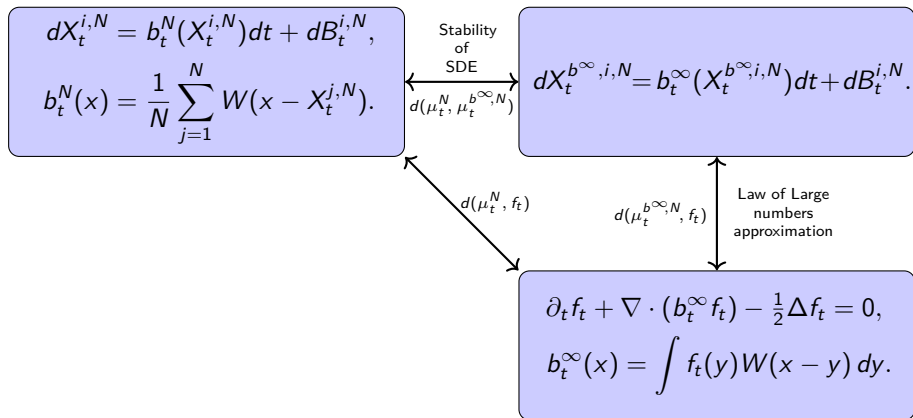 $dX_t^{i,N} = b_t^N(X_t^{i,N})dt + dB_t^{i,N},$
$b_t^N(x) = \frac{1}{N} \sum_{j=1}^{N} W(x - X_t^{j,N}).$
Stability
of
SDE
$d(\mu_t^N, \mu_t^{b^\infty,N})$
$dX_t^{b^\infty,i,N} = b_t^\infty(X_t^{b^\infty,i,N})dt + dB_t^{i,N}.$
$d(\mu_t^N, f_t)$
$d(\mu_t^{b^\infty,N}, f_t)$
Law of Large
numbers
approximation
$\partial_t f_t + \nabla \cdot (b_t^\infty f_t) - \frac{1}{2}\Delta f_t = 0,$
$b_t^\infty(x) = \int f_t(y)W(x - y)\,dy.$